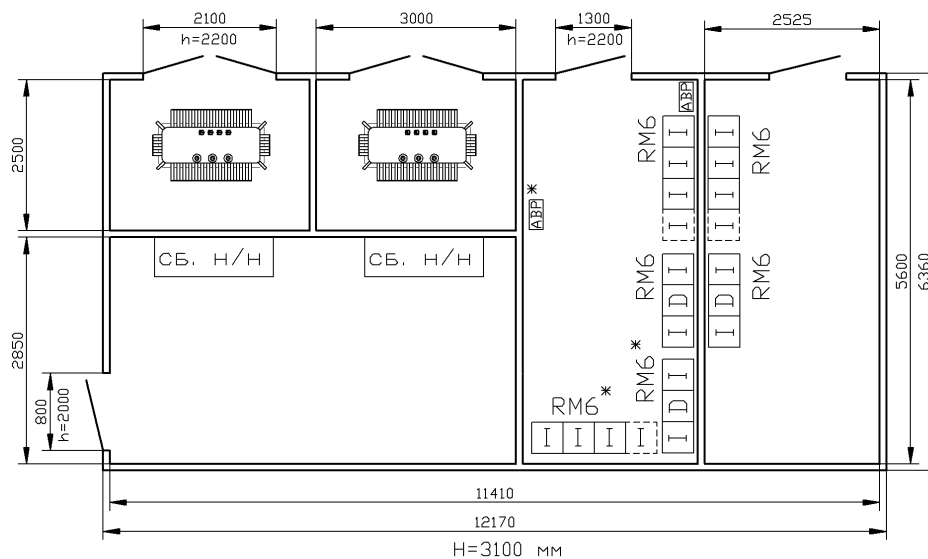 2100
h=2200
3000
1300
h=2200
2525
АВР
I
I
I
I
RM6
I
I
I
I
RM6
2500
*
АВР
СБ. Н/Н
СБ. Н/Н
I
D
I
RM6
I
D
I
RM6
5600
6360
2850
800
h=2000
I
D
I
RM6*
RM6*
I
I
I
I
11410
12170
H=3100 мм